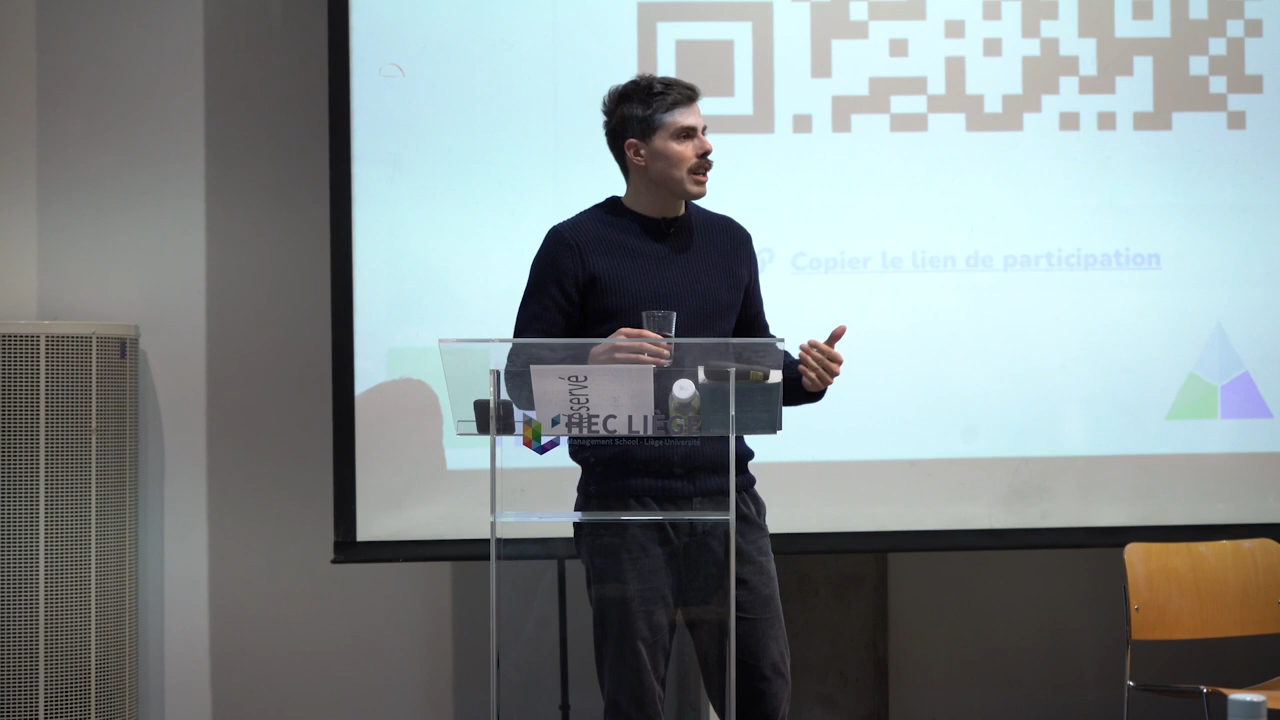 Copier le lien de participation
Réservé
HEC LIÈGE
Management School - Liège Université